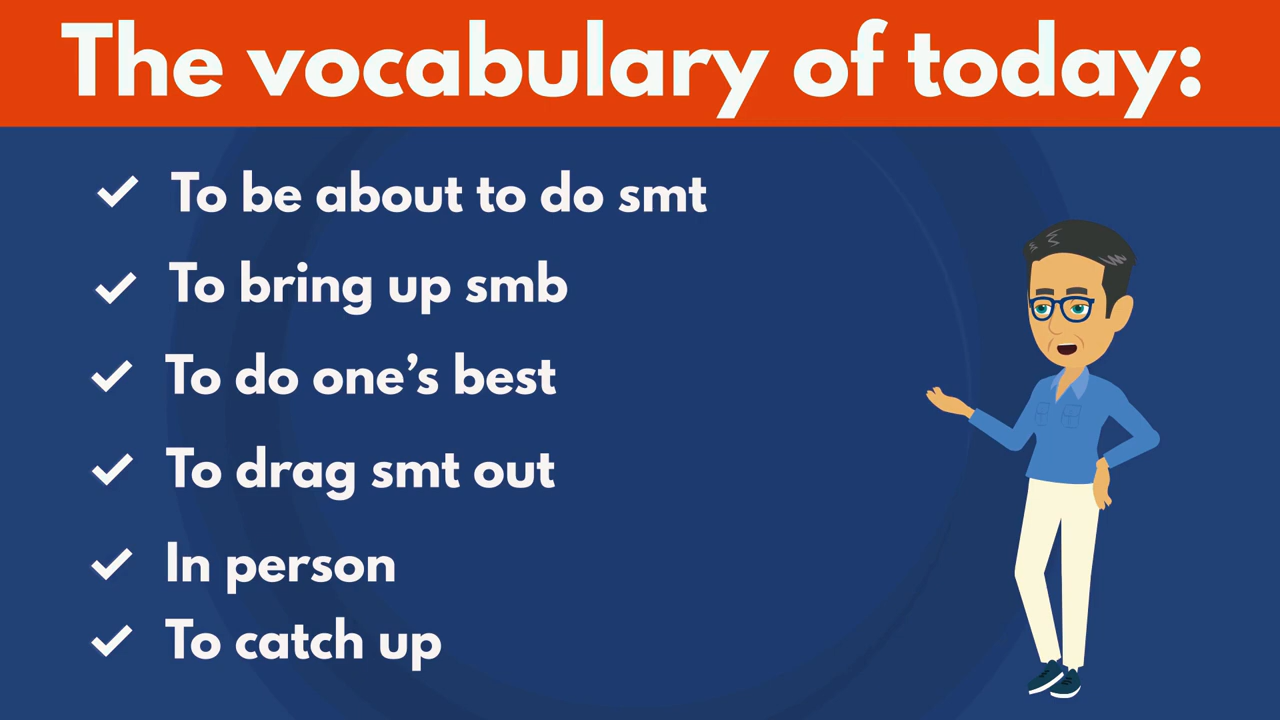 The vocabulary of today:
To be about to do smt
To bring up smb
To do one’s best
To drag smt out
In person
To catch up